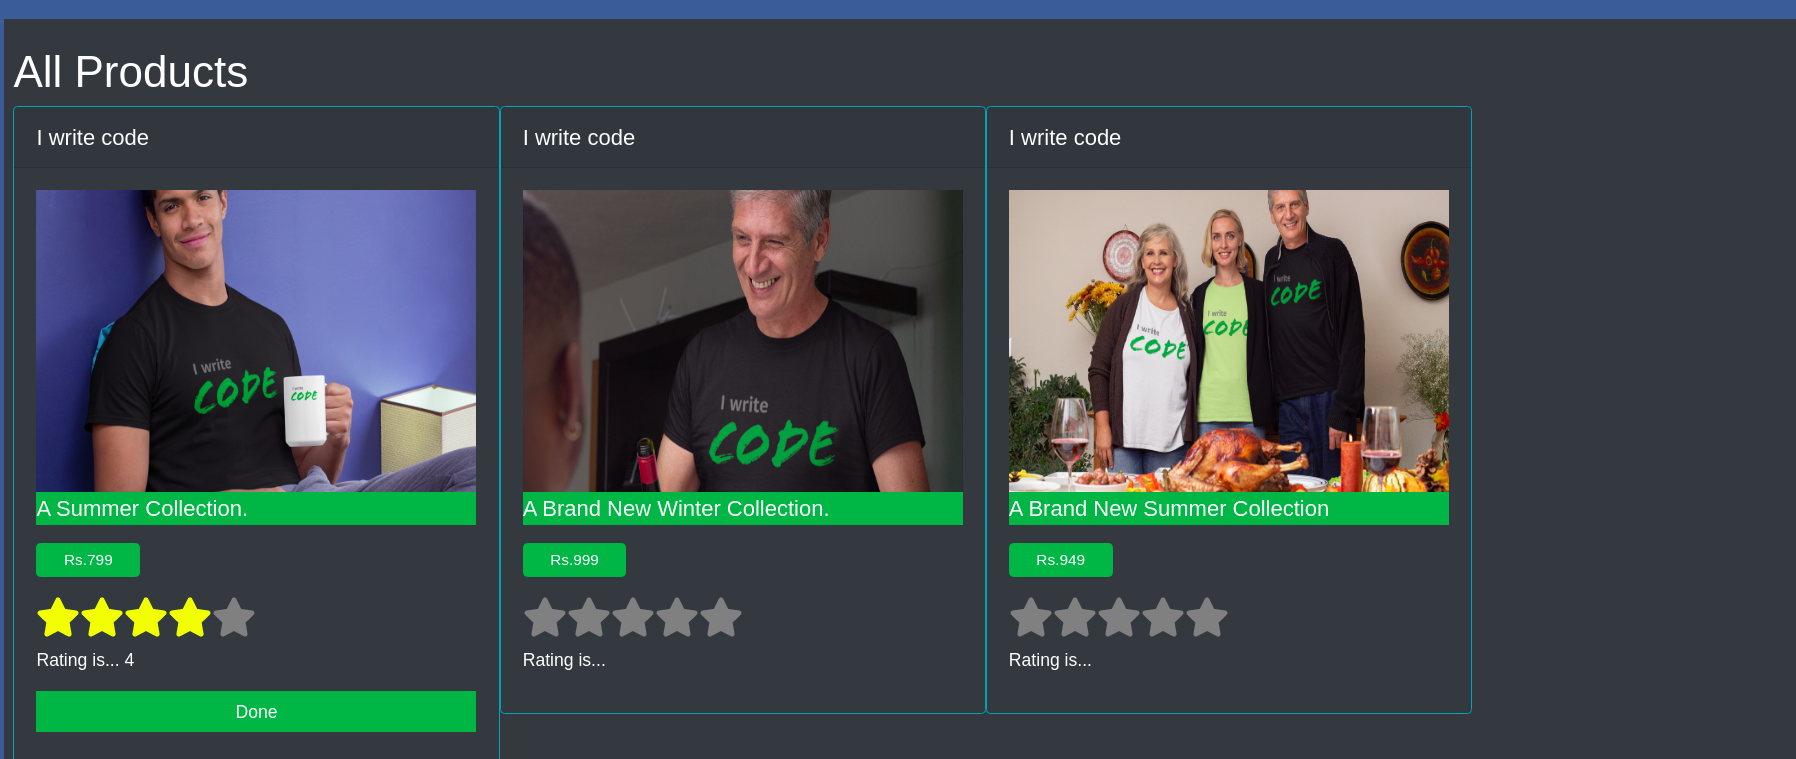 All Products
I write code
I write
CODE
I write
CODE
A Summer Collection.
Rs.799
Rating is... 4
Done
I write code
I write
CODE
A Brand New Winter Collection.
Rs.999
Rating is...
I write code
I write
CODE
I write
CODE
I write
CODE
A Brand New Summer Collection
Rs.949
Rating is...